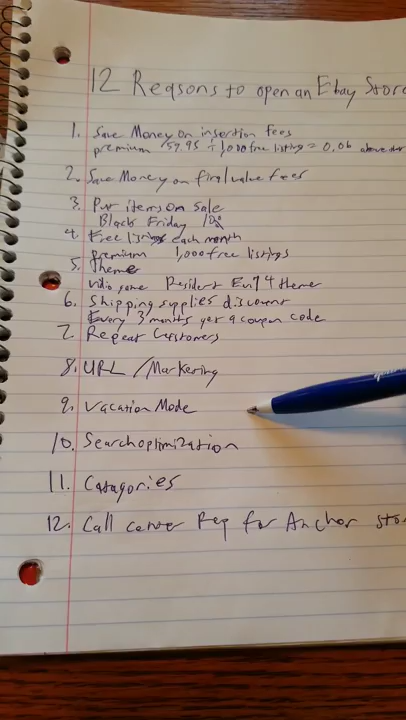 12 Reasons to open an Ebay Store
1. Save Money on insertion fees
premium 59.95 ÷ 1,000 free listing = 0.06
2. Save Money on final value fees
3. Put items on sale
Black Friday
4. Free each month
premium 1,000 free listings
5. theme
game Resident Evil 4 theme
6. Shipping supplies discount
Every 3 months get a coupon code
7. Repeat Customers
8. URL / Markering
9. Vacation Mode
10. Search optimization
11. Catagories
12. Call center Rep for Anchor sto